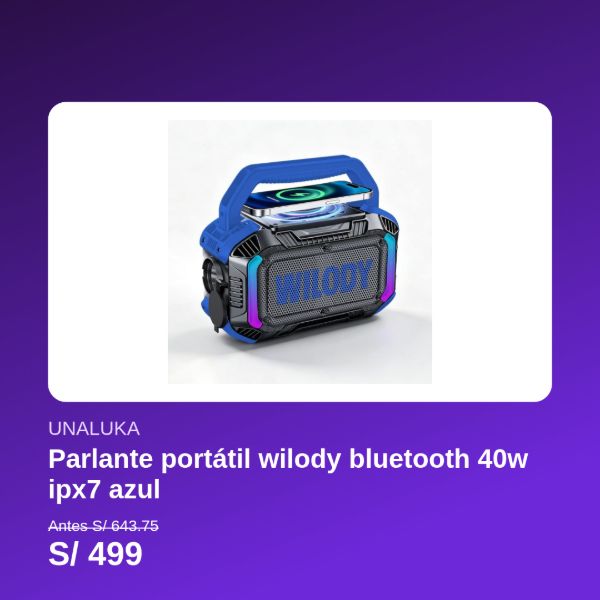 WILODY
UNALUKA
Parlante portátil wilody bluetooth 40w
ipx7 azul
Antes S/ 643.75
S/ 499